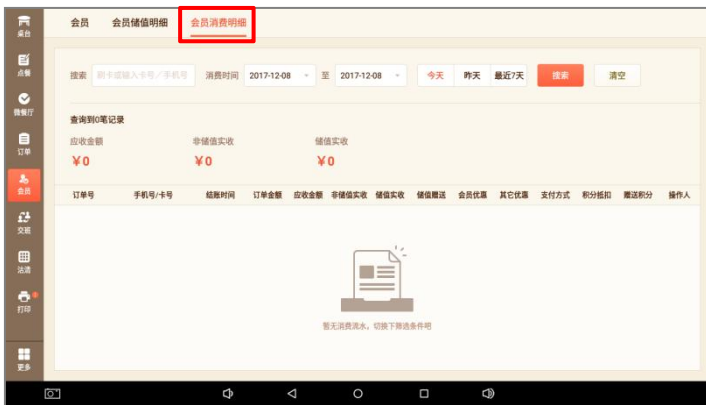 会员 会员储值明细 会员消费明细
桌台
点餐
微餐厅
订单
会员
交班
沽清
打印
更多
搜索 刷卡或输入卡号/手机号 消费时间 2017-12-08 至 2017-12-08 今天 昨天 最近7天 搜索 清空
查询到0笔记录
应收金额 非储值实收 储值实收
¥0 ¥0 ¥0
订单号 手机号/卡号 结账时间 订单金额 应收金额 非储值实收 储值实收 储值赠送 会员优惠 其它优惠 支付方式 积分抵扣 赠送积分 操作人
暂无消费流水，切换下筛选条件吧